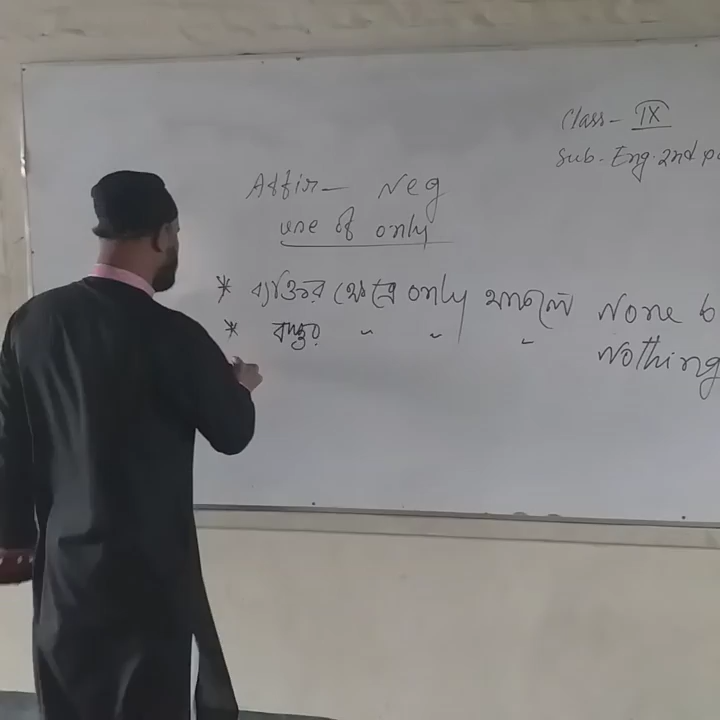 Class - IX
Sub. Eng. 2nd
Affir - Neg
use of only
* ব্যক্তির ক্ষেত্রে only থাকলে None
* বস্তুর " " " Nothing